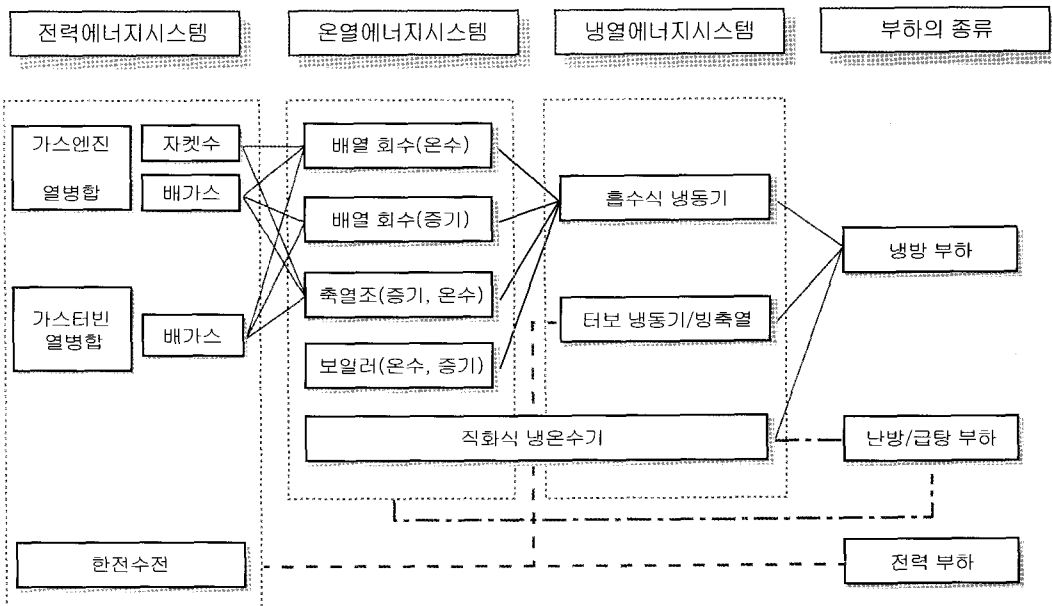 전력에너지시스템
온열에너지시스템
냉열에너지시스템
부하의 종류
가스엔진
열병합
자켓수
배가스
가스터빈
열병합
배가스
한전수전
배열 회수(온수)
배열 회수(증기)
축열조(증기, 온수)
보일러(온수, 증기)
직화식 냉온수기
흡수식 냉동기
터보 냉동기/빙축열
냉방 부하
난방/급탕 부하
전력 부하